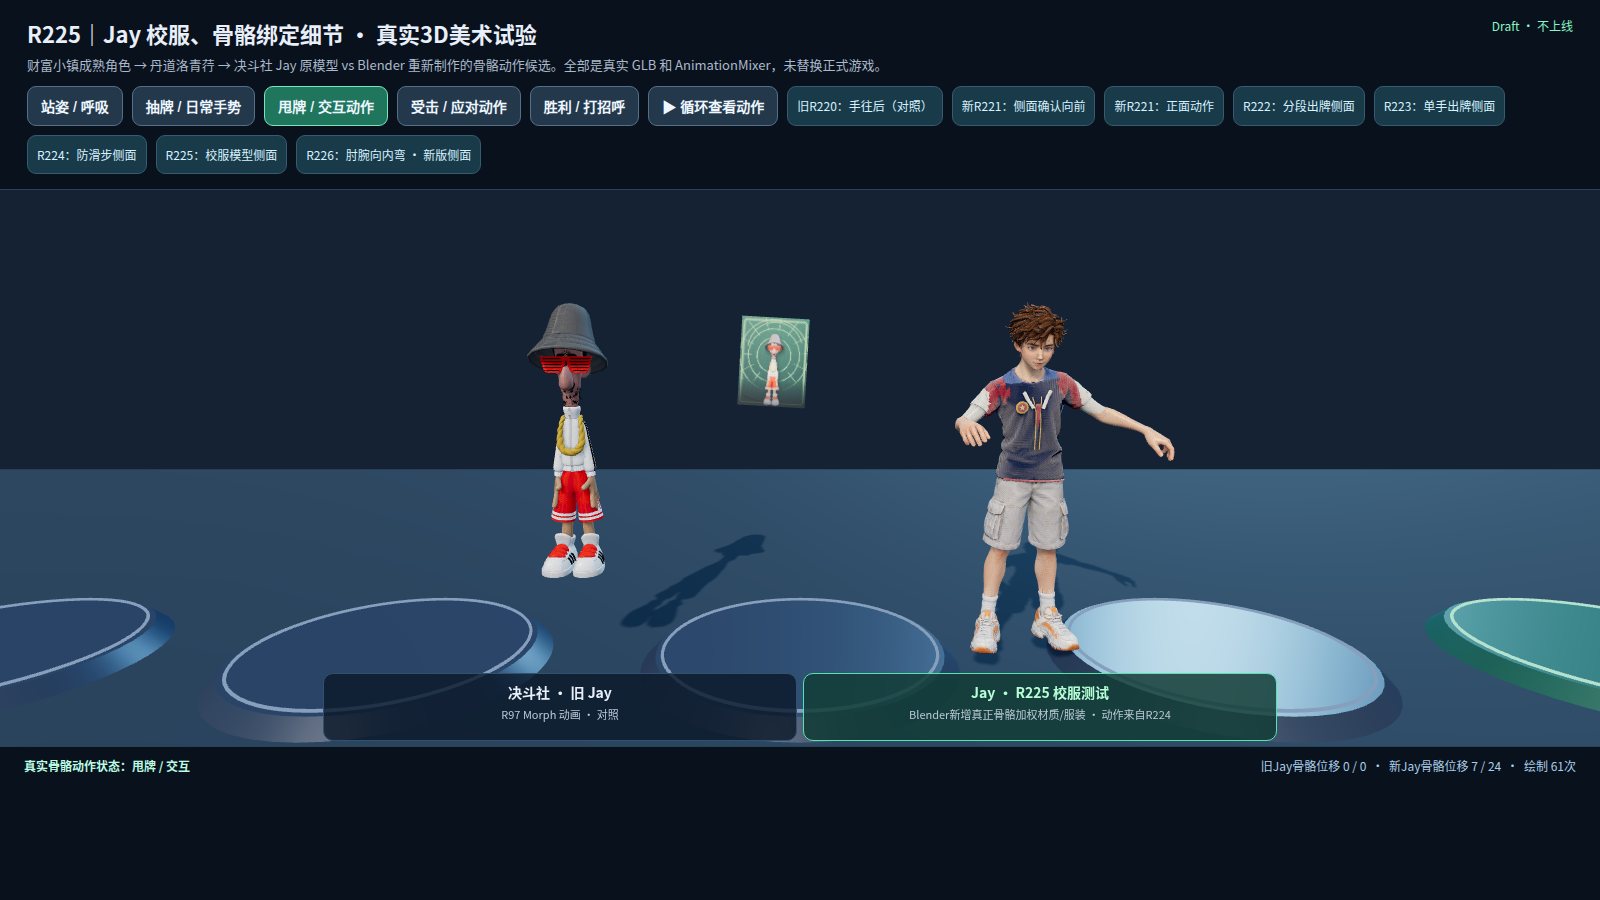 R225｜Jay 校服、骨骼绑定细节 · 真实3D美术试验
Draft · 不上线
财富小镇成熟角色 → 丹道洛青荇 → 决斗社 Jay 原模型 vs Blender 重新制作的骨骼动作候选。全部是真实 GLB 和 AnimationMixer，未替换正式游戏。
站姿 / 呼吸
抽牌 / 日常手势
甩牌 / 交互动作
受击 / 应对动作
胜利 / 打招呼
▶ 循环查看动作
旧R220：手往后（对照）
新R221：侧面确认向前
新R221：正面动作
R222：分段出牌侧面
R223：单手出牌侧面
R224：防滑步侧面
R225：校服模型侧面
R226：肘腕向内弯 · 新版侧面
决斗社 · 旧 Jay
R97 Morph 动画 · 对照
Jay · R225 校服测试
Blender新增真正骨骼加权材质/服装 · 动作来自R224
真实骨骼动作状态：甩牌 / 交互
旧Jay骨骼位移 0 / 0 · 新Jay骨骼位移 7 / 24 · 绘制 61次